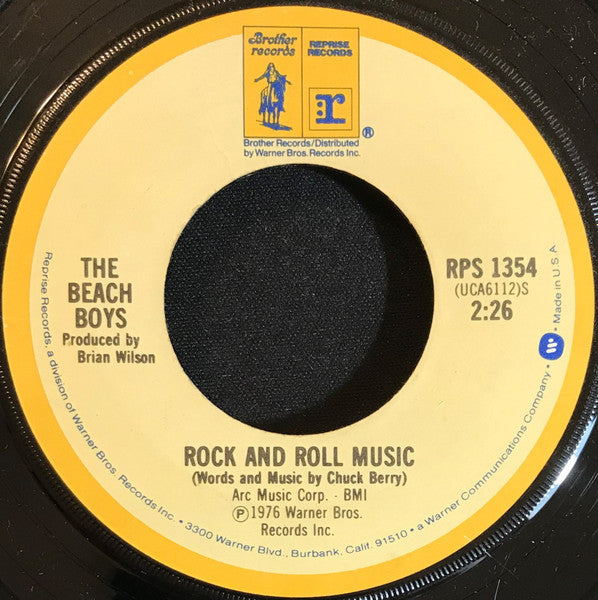 Brother
records
REPRISE
RECORDS
r
®
Brother Records/Distributed
by Warner Bros. Records Inc.
THE
BEACH
BOYS
Produced by
Brian Wilson
RPS 1354
(UCA6112)S
2:26
ROCK AND ROLL MUSIC
(Words and Music by Chuck Berry)
Arc Music Corp. - BMI
Ⓟ1976 Warner Bros.
Records Inc.
Reprise Records, a division of Warner Bros. Records Inc. • 3300 Warner Blvd., Burbank, Calif. 91510 • a Warner Communications Company • Made in U.S.A.